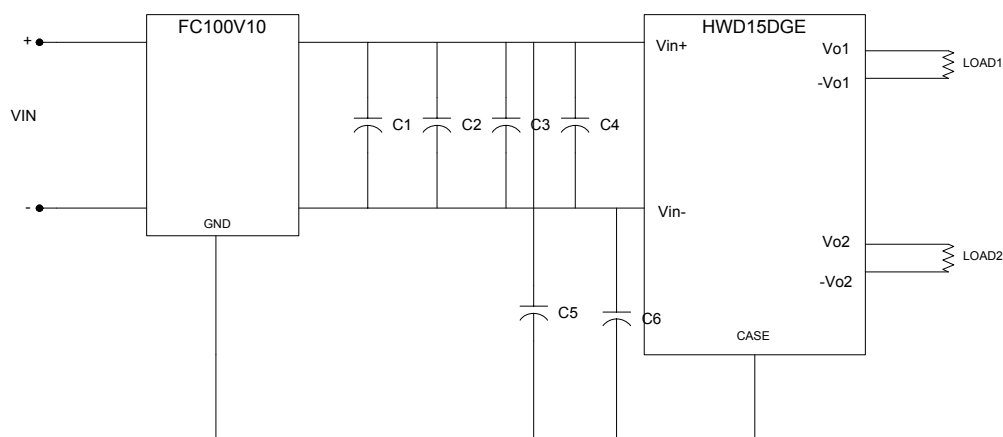 FC100V10
HWD15DGE
+
Vin+
Vo1
LOAD1
-Vo1
VIN
C1
C2
C3
C4
-
Vin-
GND
Vo2
LOAD2
-Vo2
C5
C6
CASE